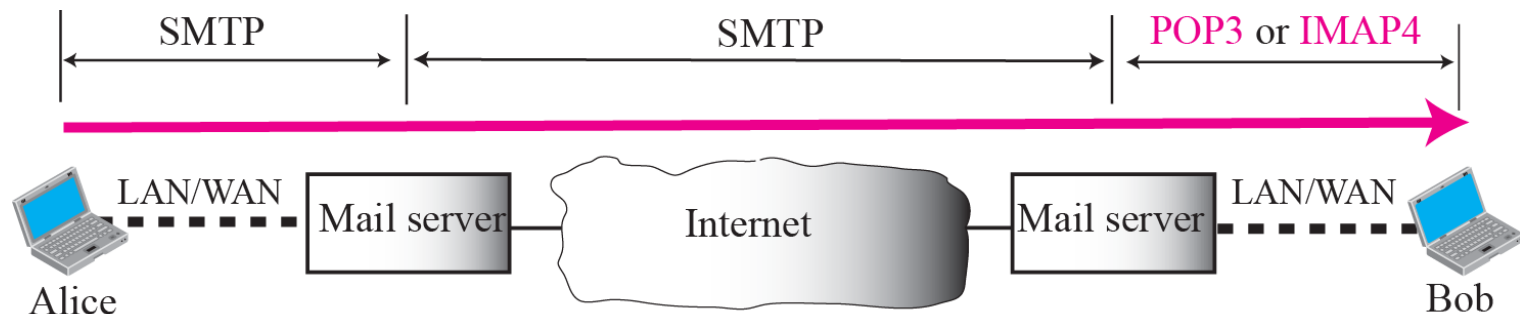 SMTP
SMTP
POP3 or IMAP4
LAN/WAN
Mail server
Internet
Mail server
LAN/WAN
Alice
Bob